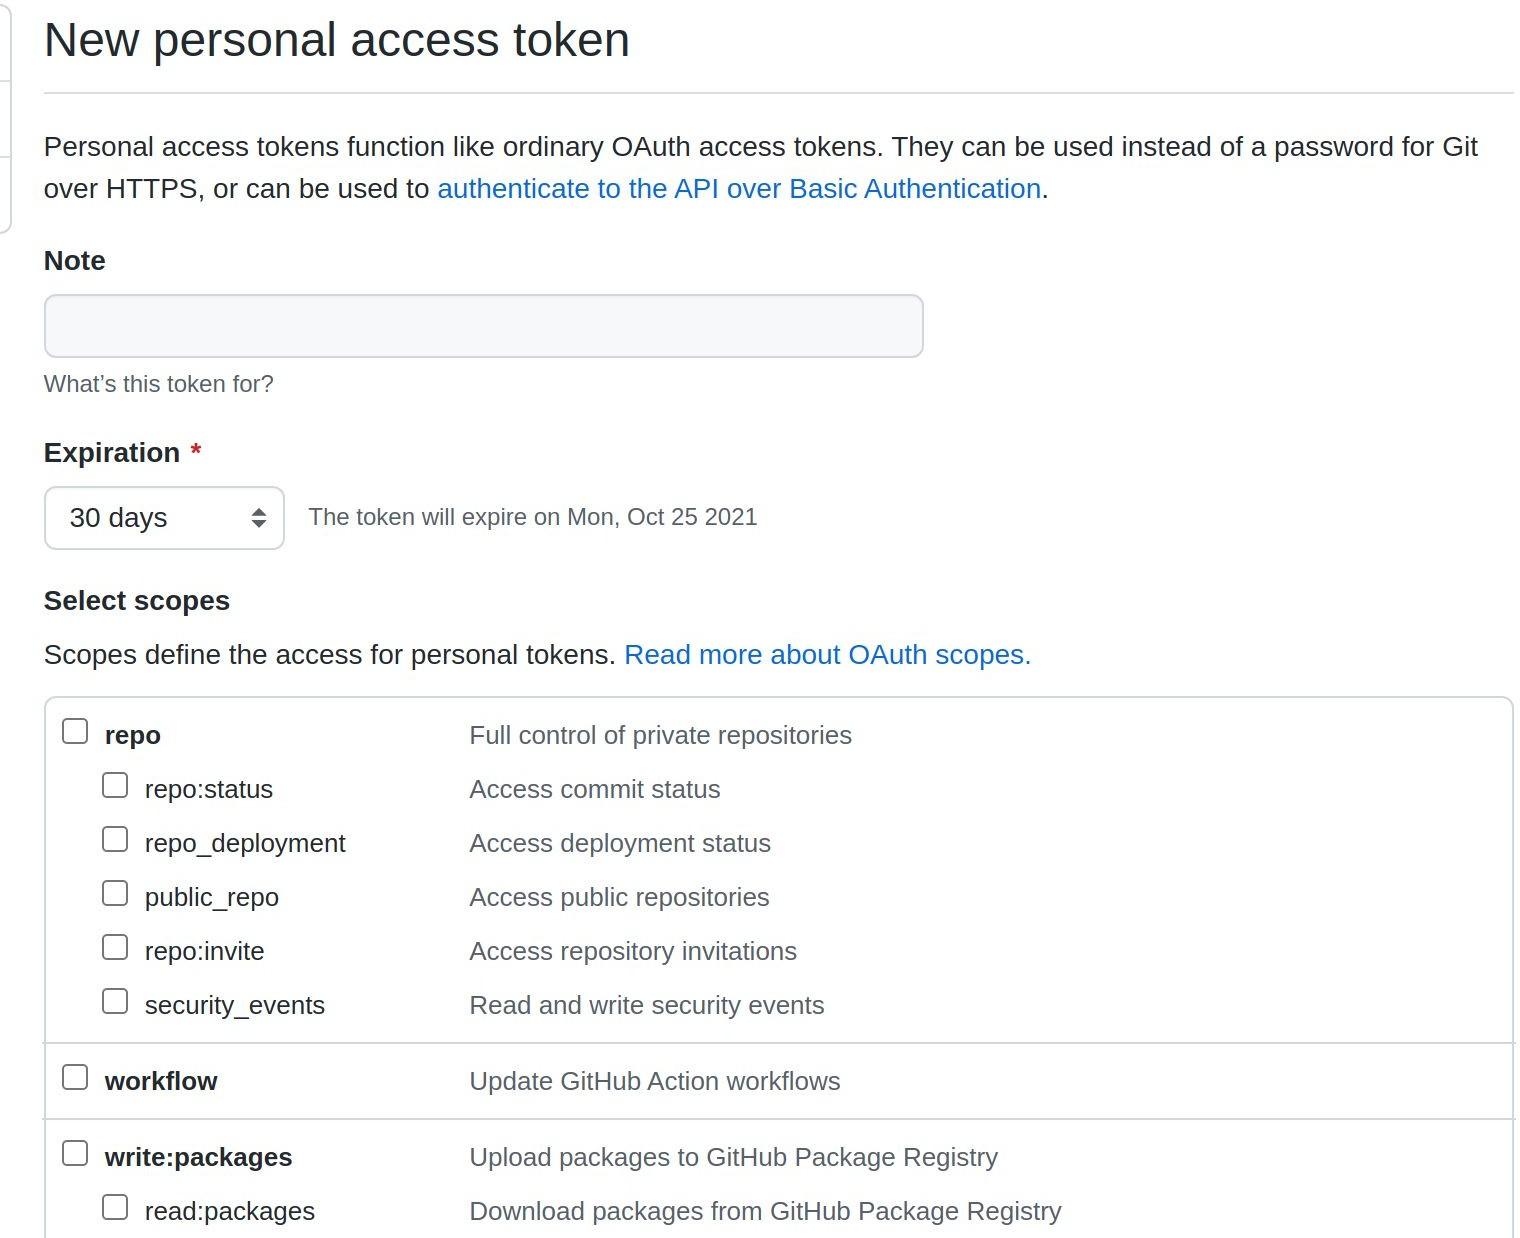 New personal access token
Personal access tokens function like ordinary OAuth access tokens. They can be used instead of a password for Git
over HTTPS, or can be used to authenticate to the API over Basic Authentication.
Note
What’s this token for?
Expiration *
30 days The token will expire on Mon, Oct 25 2021
Select scopes
Scopes define the access for personal tokens. Read more about OAuth scopes.
repo Full control of private repositories
repo:status Access commit status
repo_deployment Access deployment status
public_repo Access public repositories
repo:invite Access repository invitations
security_events Read and write security events
workflow Update GitHub Action workflows
write:packages Upload packages to GitHub Package Registry
read:packages Download packages from GitHub Package Registry